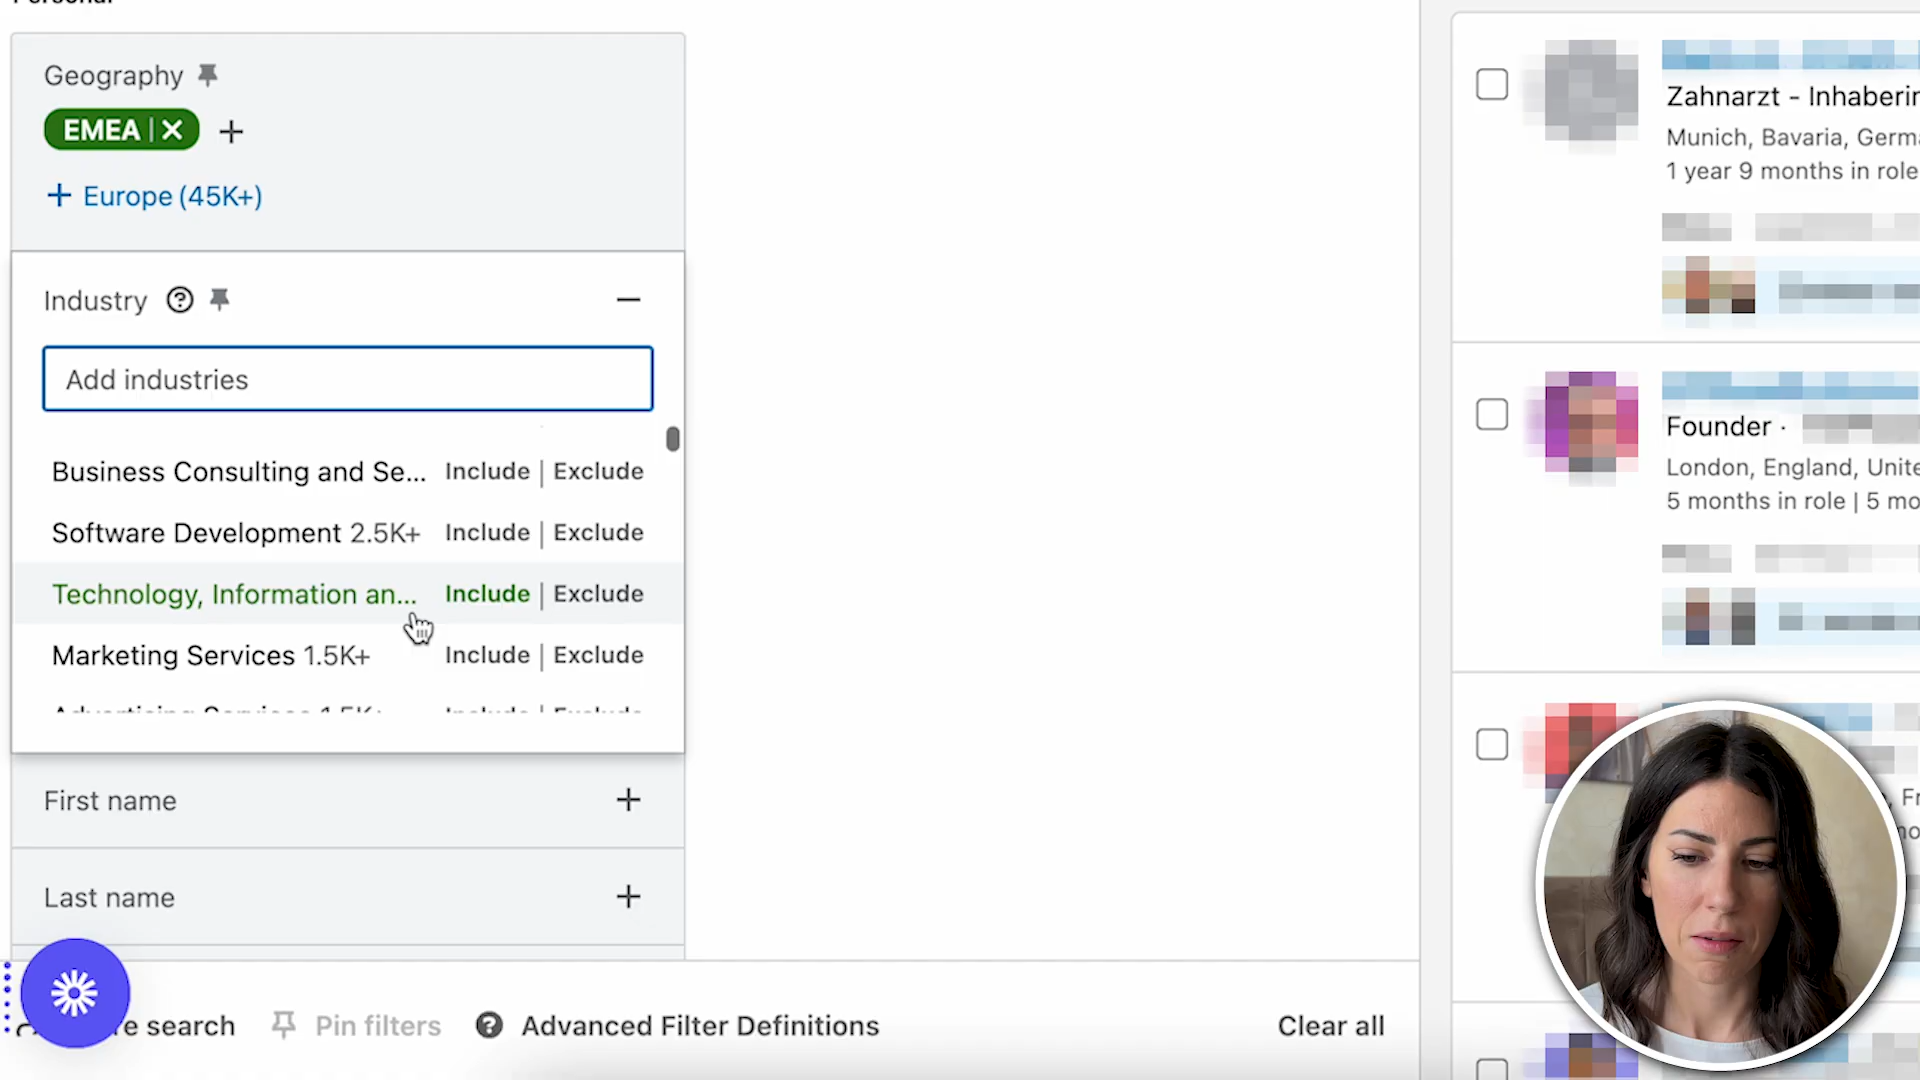 Geography
EMEA
Europe (45K+)
Industry
Add industries
Business Consulting and Se... Include | Exclude
Software Development 2.5K+ Include | Exclude
Technology, Information an... Include | Exclude
Marketing Services 1.5K+ Include | Exclude
First name
Last name
search
Pin filters
Advanced Filter Definitions
Clear all
Zahnarzt - Inhaberin
Munich, Bavaria, Germa
1 year 9 months in role
Founder ·
London, England, Unite
5 months in role | 5 mo